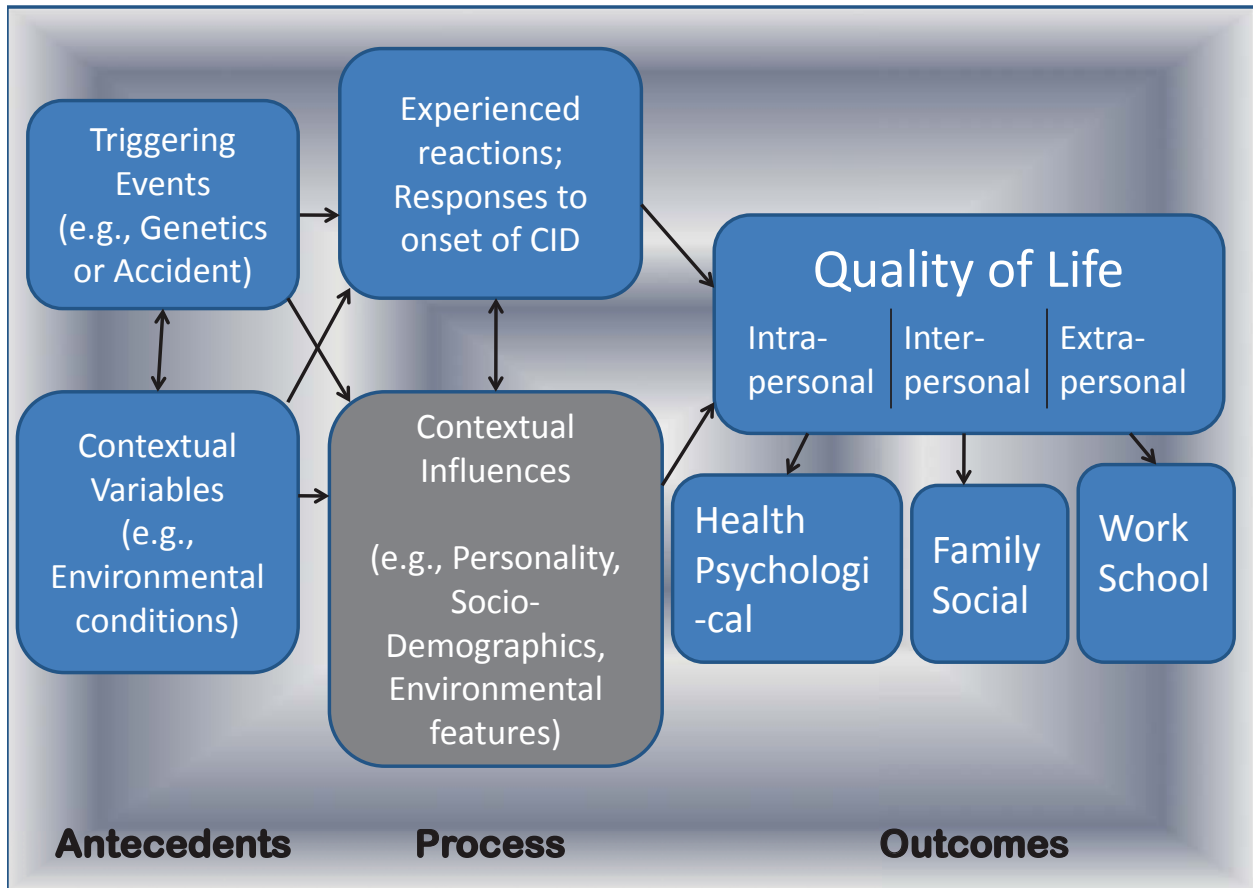 Triggering
Events
(e.g., Genetics
or Accident)
Contextual
Variables
(e.g.,
Environmental
conditions)
Experienced
reactions;
Responses to
onset of CID
Contextual
Influences
(e.g., Personality,
Socio-
Demographics,
Environmental
features)
Quality of Life
Intra-
personal
Inter-
personal
Extra-
personal
Health
Psychologi
-cal
Family
Social
Work
School
Antecedents
Process
Outcomes